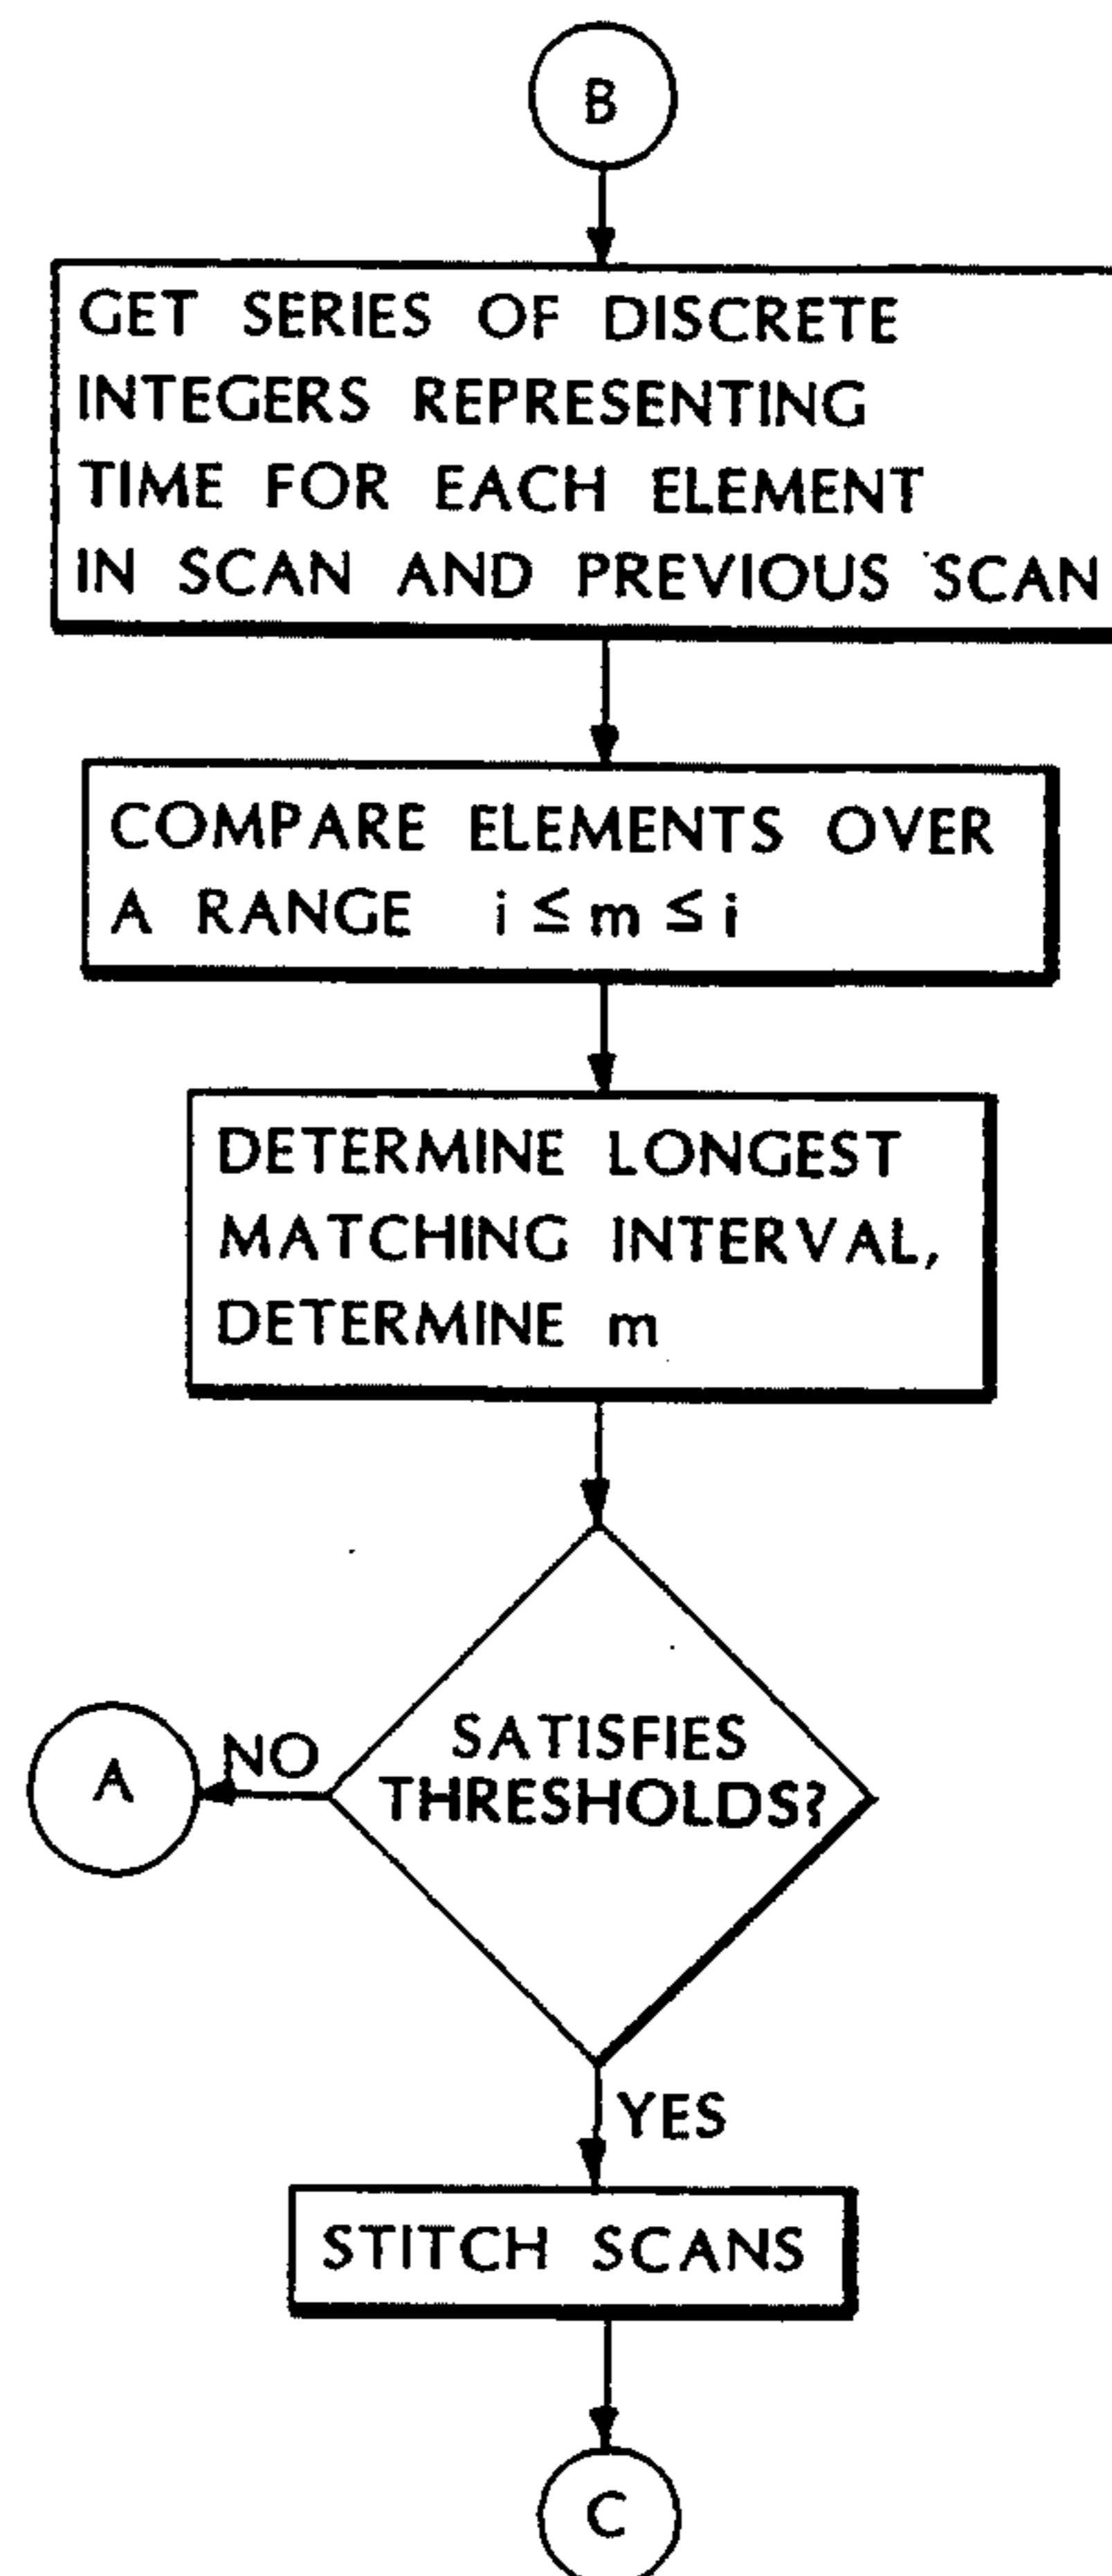 B
GET SERIES OF DISCRETE
INTEGERS REPRESENTING
TIME FOR EACH ELEMENT
IN SCAN AND PREVIOUS SCAN
COMPARE ELEMENTS OVER
A RANGE i ≤ m ≤ i
DETERMINE LONGEST
MATCHING INTERVAL,
DETERMINE m
SATISFIES
THRESHOLDS?
NO
A
YES
STITCH SCANS
C